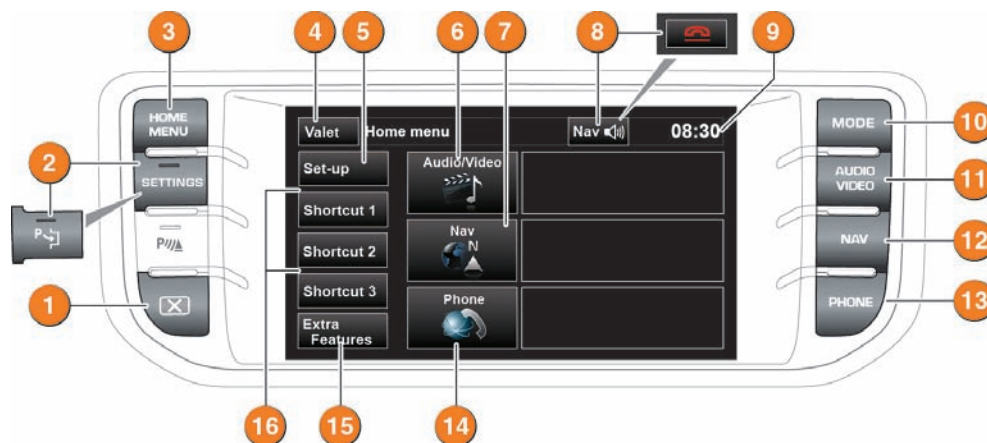 3
4
5
6
7
8
9
2
1
10
11
12
13
16
15
14
HOME
MENU
SETTINGS
P
P
Valet
Home menu
Nav
08:30
Set-up
Shortcut 1
Shortcut 2
Shortcut 3
Extra
Features
Audio/Video
Nav
N
Phone
MODE
AUDIO
VIDEO
NAV
PHONE